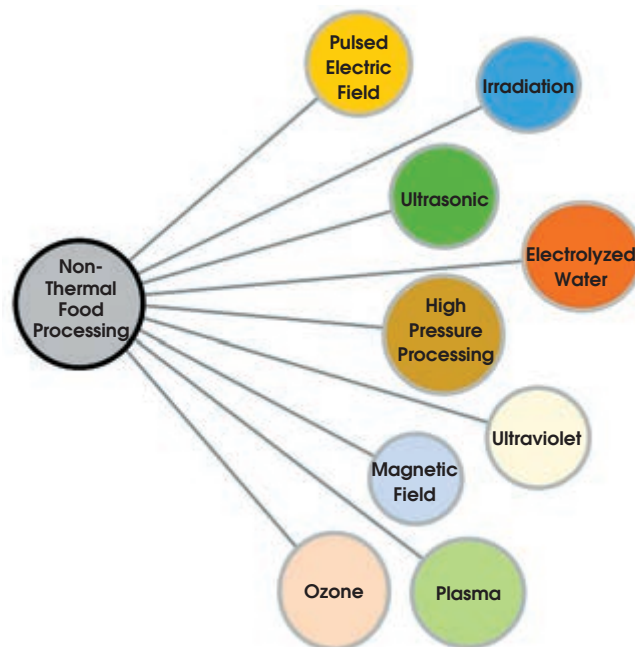 Pulsed
Electric
Field
Irradiation
Ultrasonic
Non-
Thermal
Food
Processing
Electrolyzed
Water
High
Pressure
Processing
Ultraviolet
Magnetic
Field
Ozone
Plasma